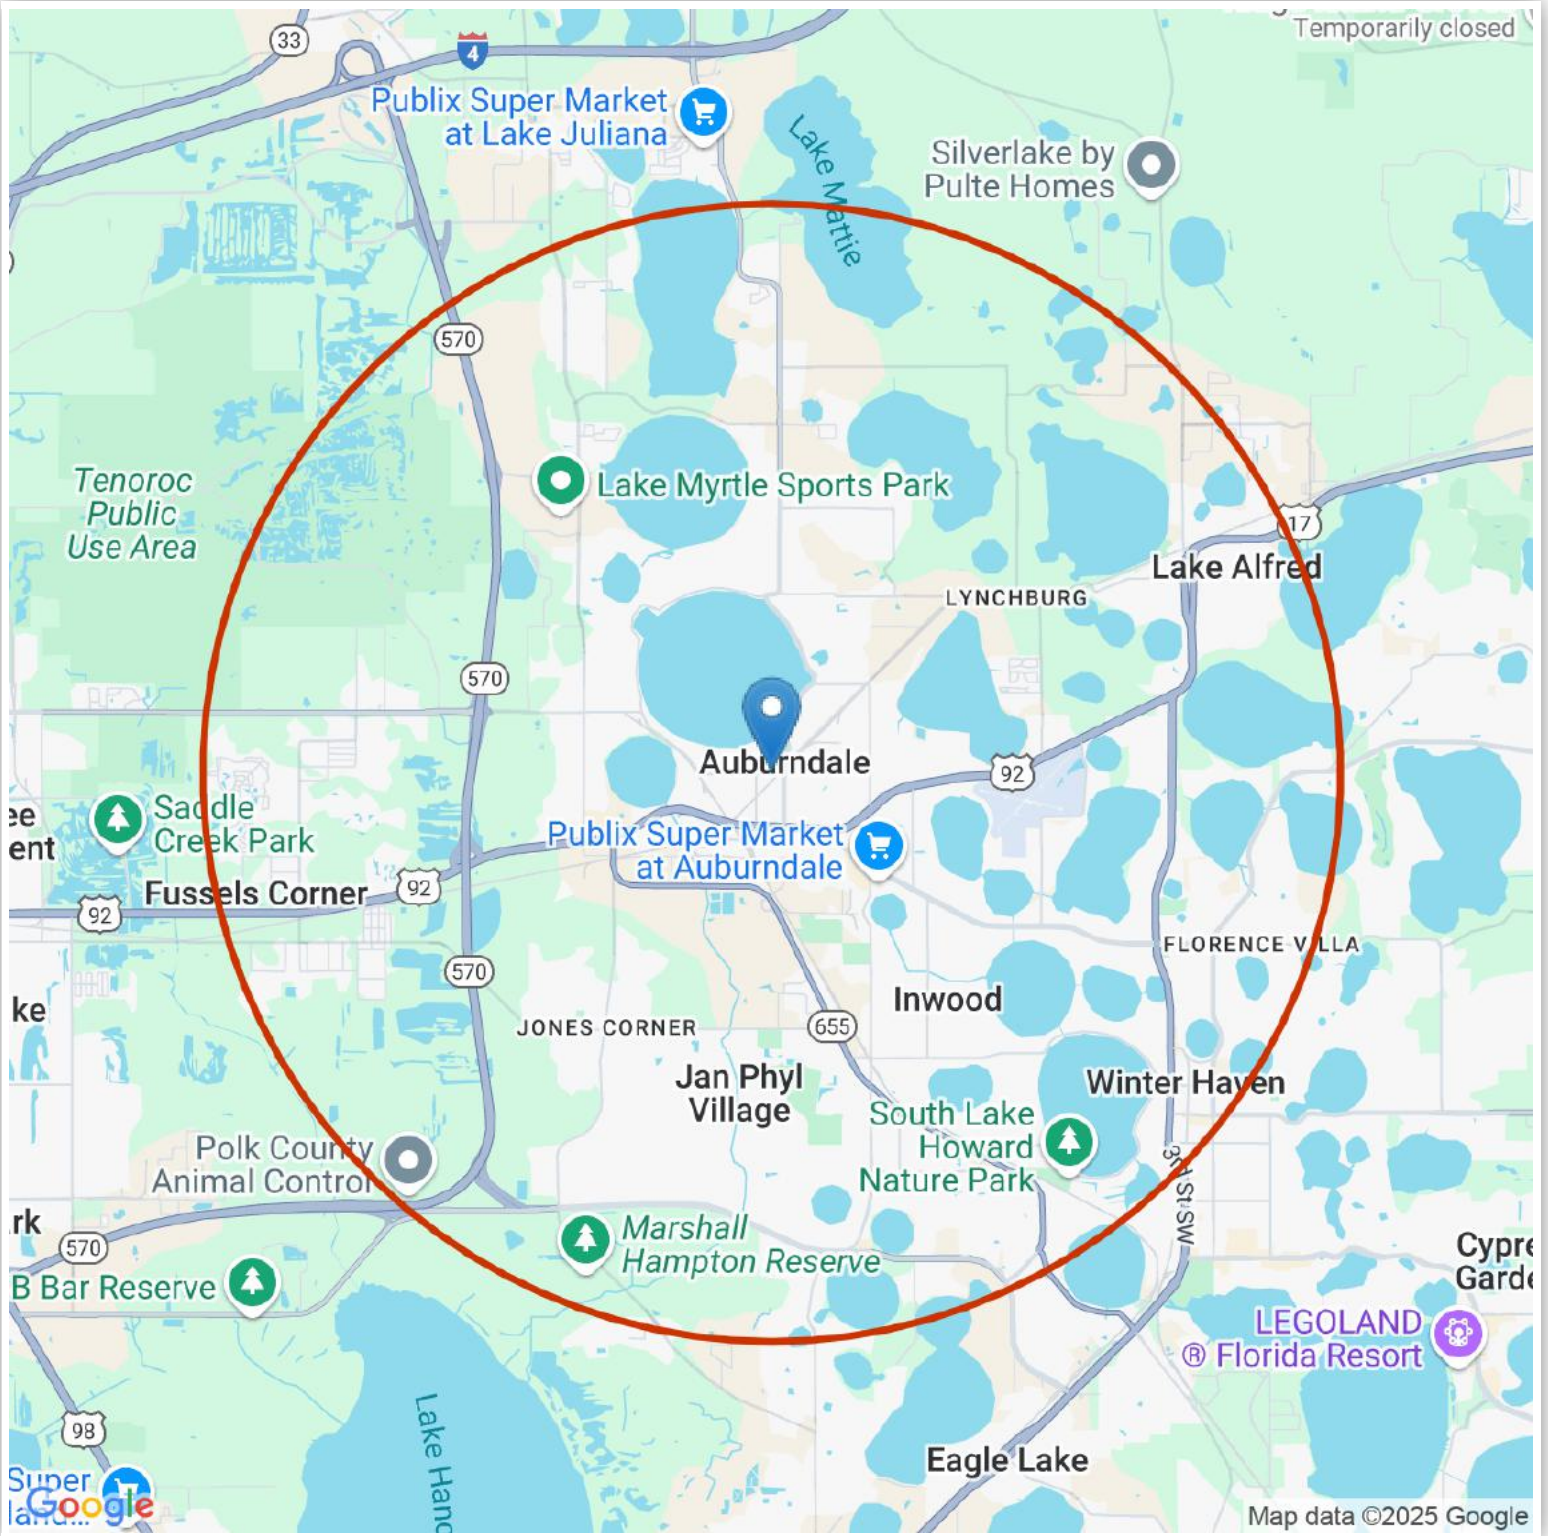 Temporarily closed
33
4
Publix Super Market
at Lake Juliana
Lake Mattie
Silverlake by
Pulte Homes
570
Tenoroc
Public
Use Area
Lake Myrtle Sports Park
17
Lake Alfred
LYNCHBURG
570
Auburndale
92
Saddle
Creek Park
ee
ent
Publix Super Market
at Auburndale
Fussels Corner
92
92
FLORENCE VILLA
570
Inwood
ke
JONES CORNER
655
Jan Phyl
Village
Winter Haven
South Lake
Howard
Nature Park
Polk County
Animal Control
3rd St SW
rk
570
Marshall
Hampton Reserve
Cypre
Garde
B Bar Reserve
LEGOLAND
® Florida Resort
Lake Hanc
98
Eagle Lake
Super
Google
Map data ©2025 Google